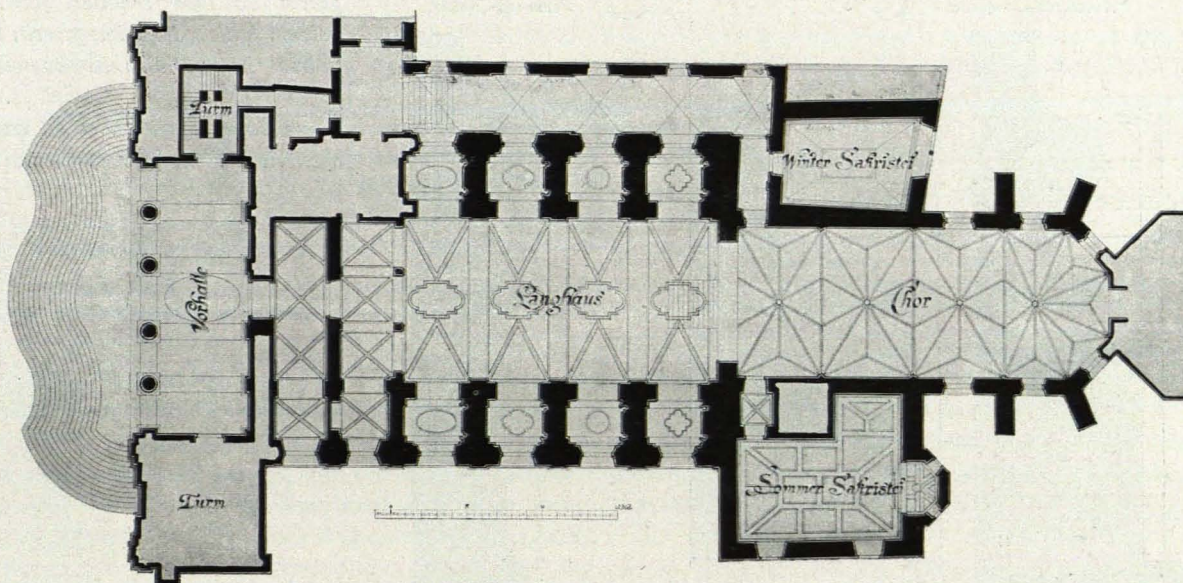 Turm
Winter Sakristei
Vorhalle
Langhaus
Chor
Turm
Sommer Sakristei